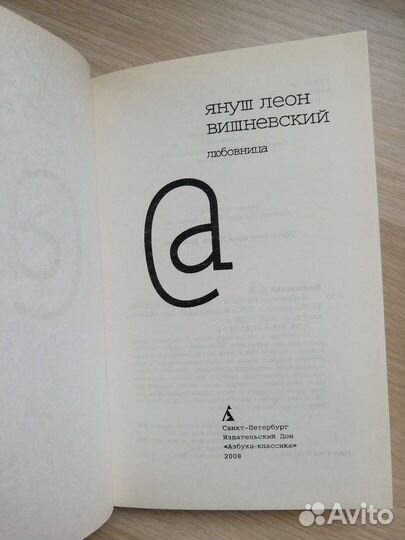 ЯНУШ ЛЕОН
ВИШНЕВСКИЙ
любовница
@
Санкт-Петербург
Издательский Дом
«Азбука-классика»
2008
Avito